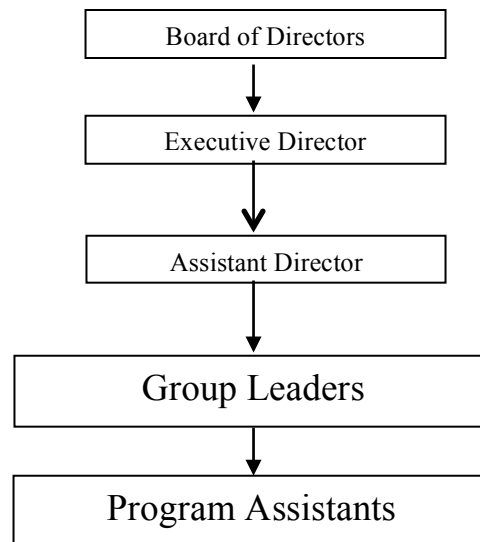 Board of Directors
Executive Director
Assistant Director
Group Leaders
Program Assistants